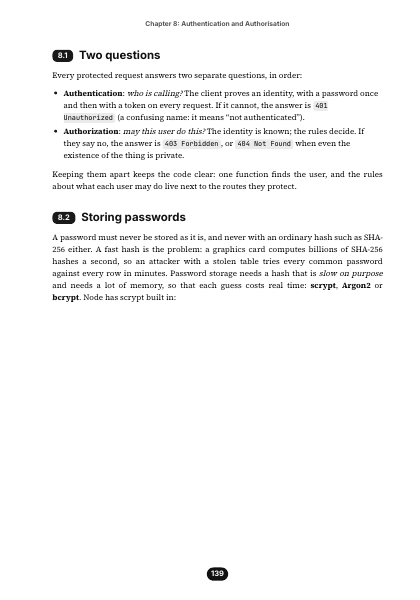 Chapter 8: Authentication and Authorisation
8.1 Two questions
Every protected request answers two separate questions, in order:
• Authentication: who is calling? The client proves an identity, with a password once
and then with a token on every request. If it cannot, the answer is 401
Unauthorized (a confusing name: it means “not authenticated”).
• Authorization: may this user do this? The identity is known; the rules decide. If
they say no, the answer is 403 Forbidden, or 404 Not Found when even the
existence of the thing is private.
Keeping them apart keeps the code clear: one function finds the user, and the rules
about what each user may do live next to the routes they protect.
8.2 Storing passwords
A password must never be stored as it is, and never with an ordinary hash such as SHA-
256 either. A fast hash is the problem: a graphics card computes billions of SHA-256
hashes a second, so an attacker with a stolen table tries every common password
against every row in minutes. Password storage needs a hash that is slow on purpose
and needs a lot of memory, so that each guess costs real time: scrypt, Argon2 or
bcrypt. Node has scrypt built in:
139